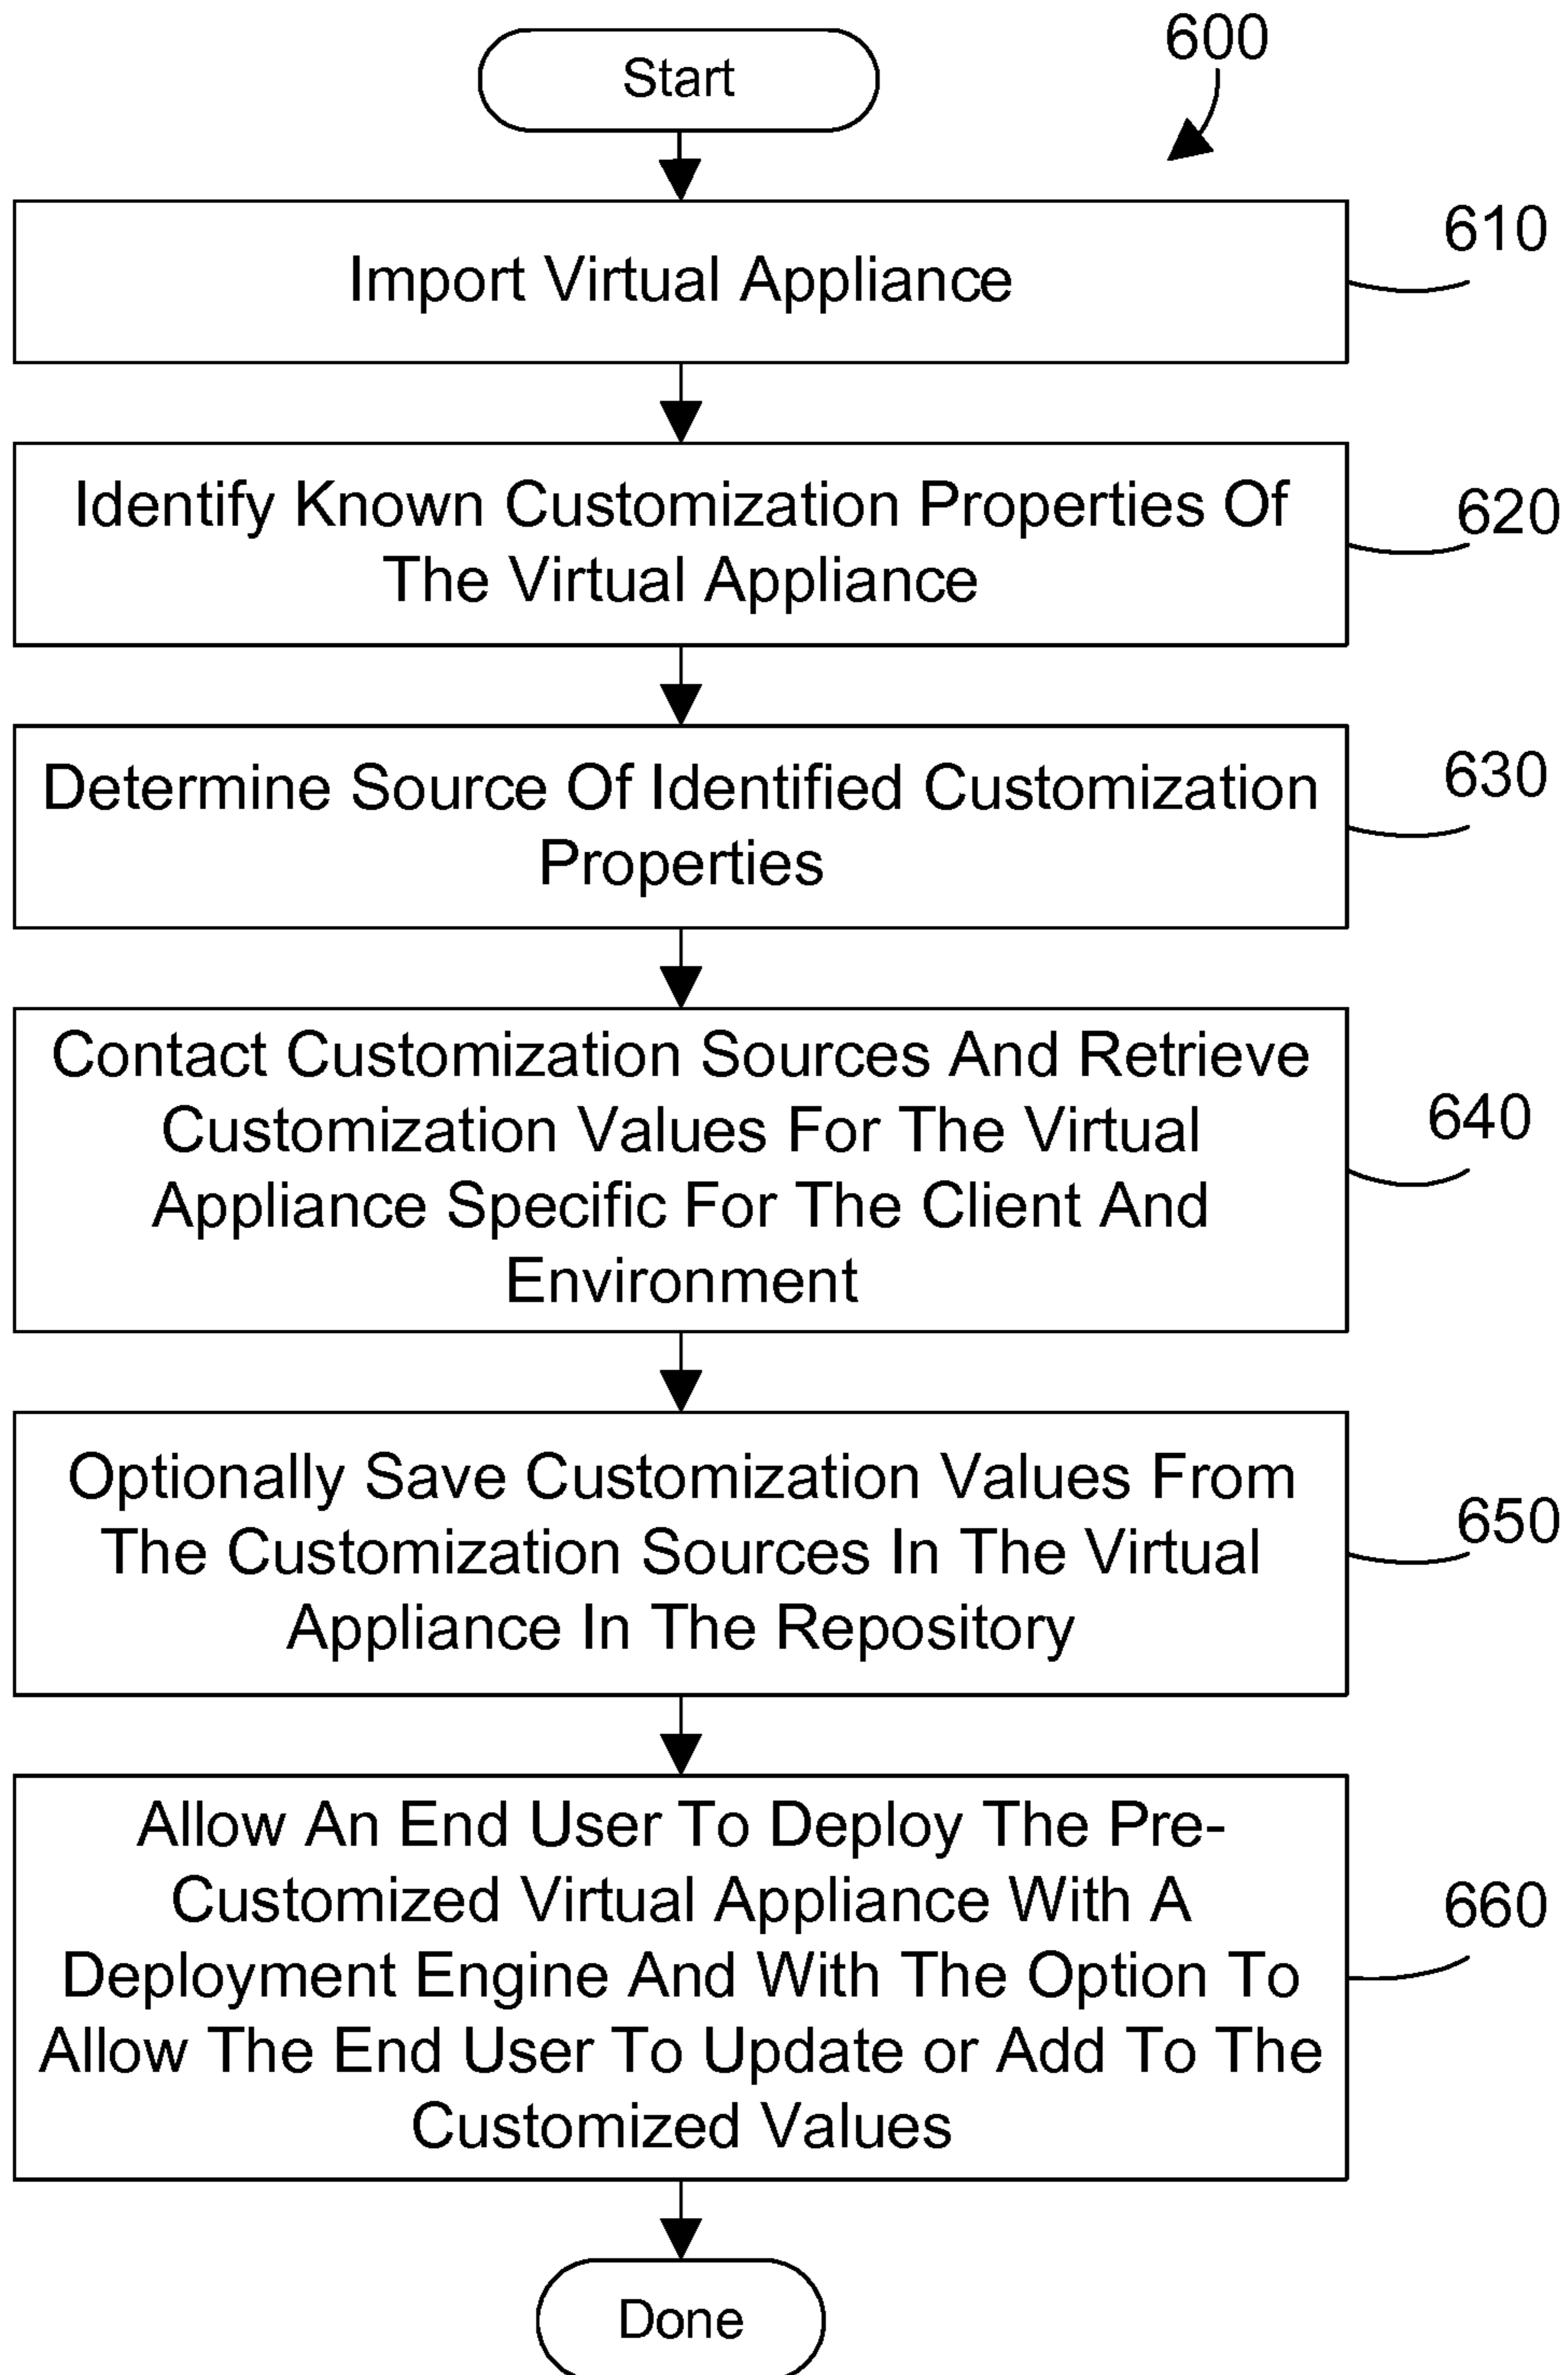 Start
600
Import Virtual Appliance
610
Identify Known Customization Properties Of
The Virtual Appliance
620
Determine Source Of Identified Customization
Properties
630
Contact Customization Sources And Retrieve
Customization Values For The Virtual
Appliance Specific For The Client And
Environment
640
Optionally Save Customization Values From
The Customization Sources In The Virtual
Appliance In The Repository
650
Allow An End User To Deploy The Pre-
Customized Virtual Appliance With A
Deployment Engine And With The Option To
Allow The End User To Update or Add To The
Customized Values
660
Done